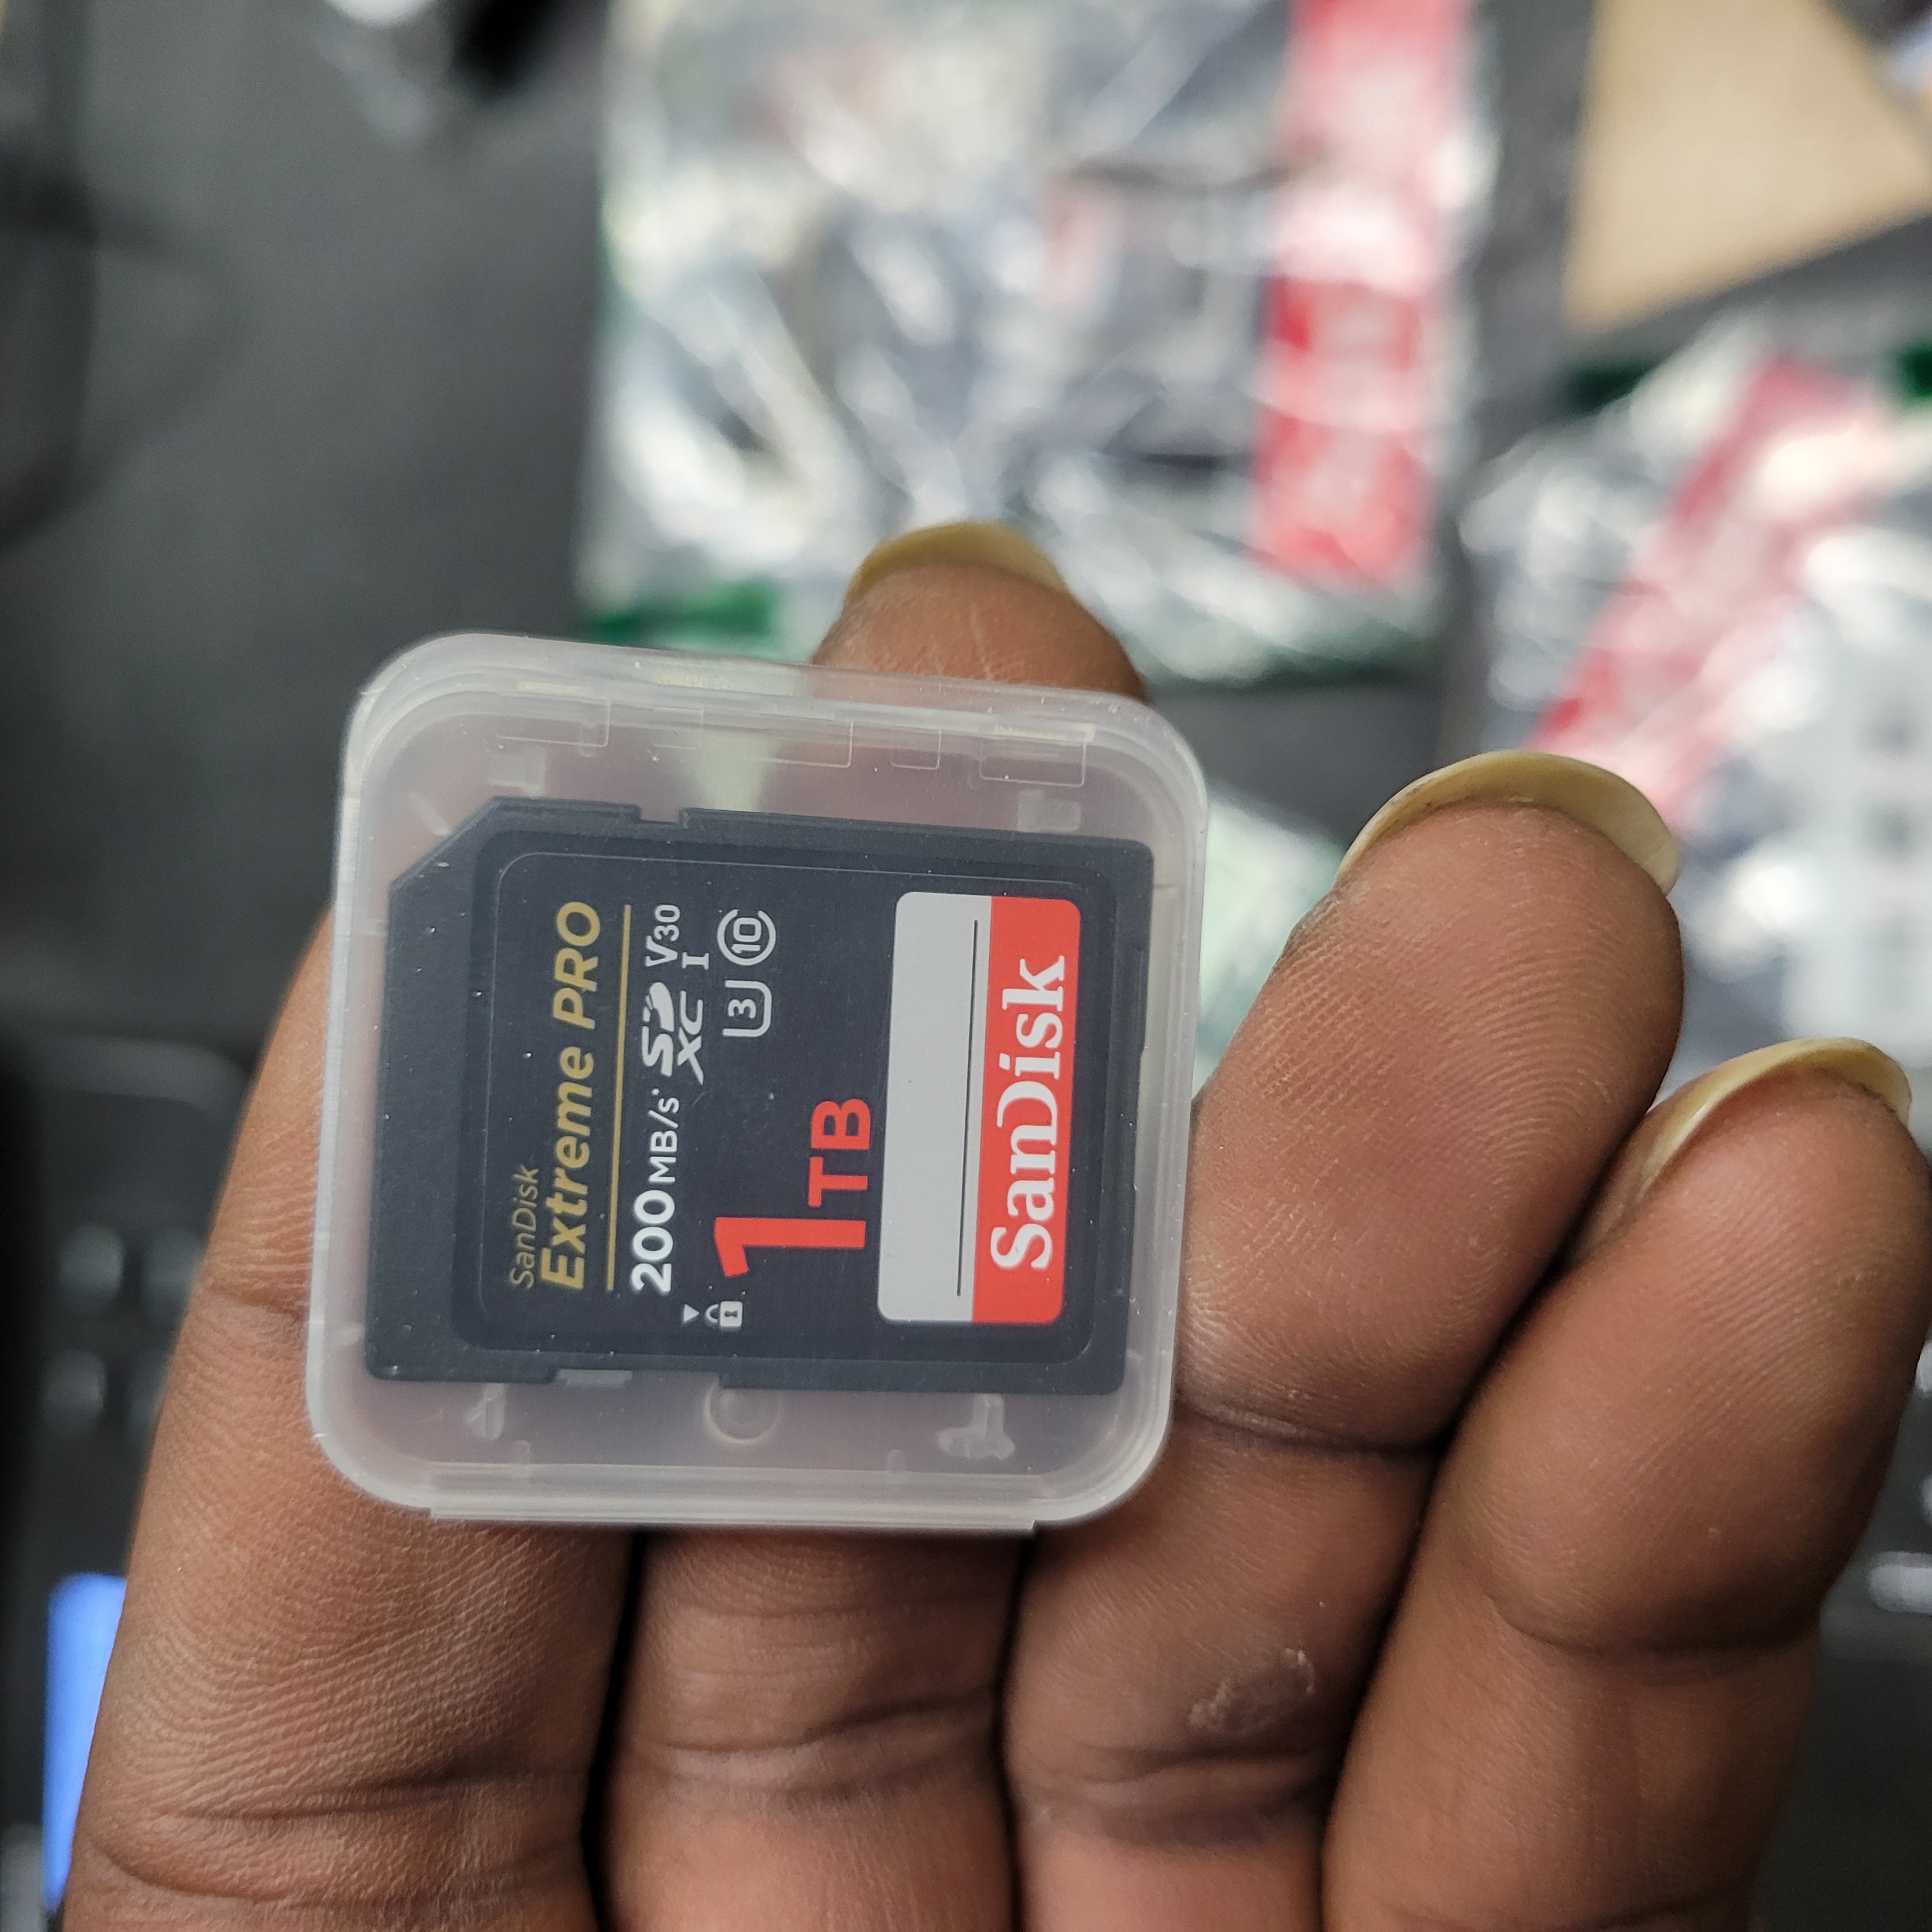 SanDisk
Extreme PRO
200MB/s* SD XC I V30
U3 10
1TB
SanDisk